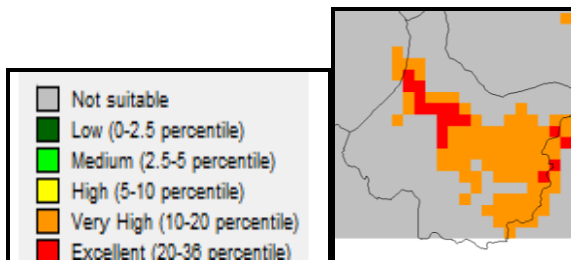 Not suitable
Low (0-2.5 percentile)
Medium (2.5-5 percentile)
High (5-10 percentile)
Very High (10-20 percentile)
Excellent (20-36 percentile)